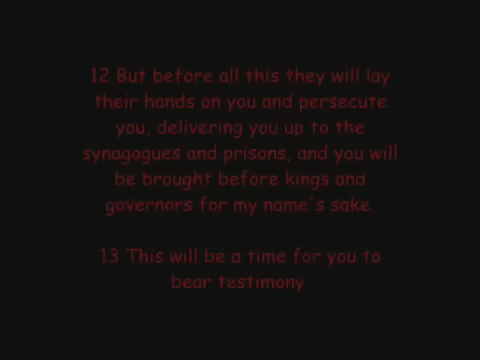 12 But before all this they will lay
their hands on you and persecute
you, delivering you up to the
synagogues and prisons, and you will
be brought before kings and
governors for my name's sake
13 This will be a time for you to
bear testimony